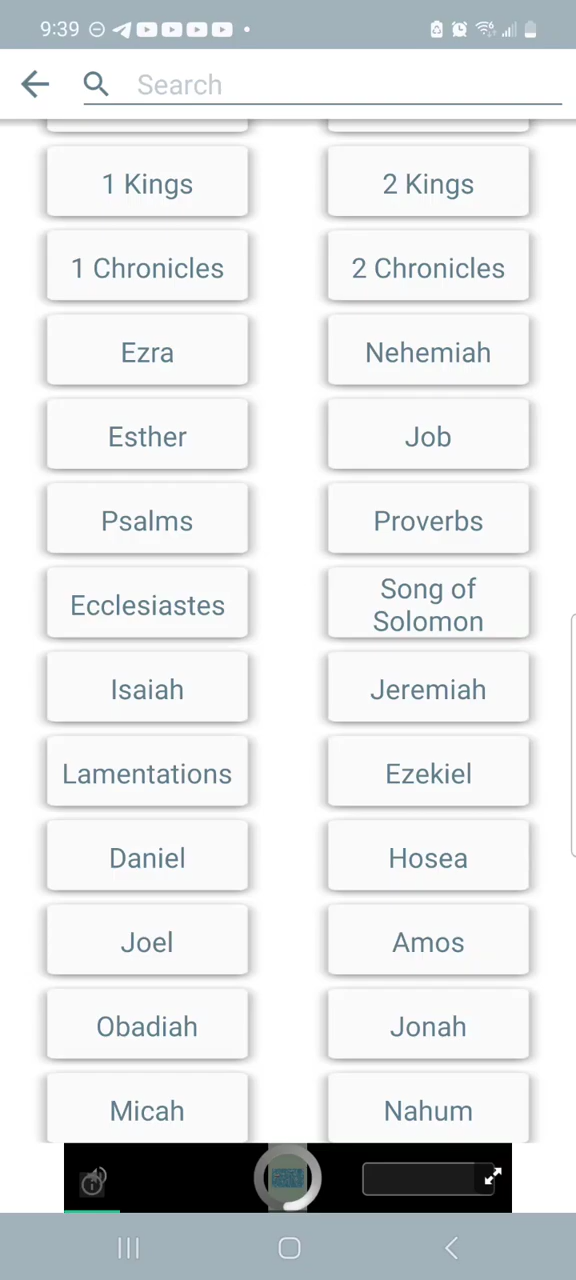 9:39
Search
1 Kings
2 Kings
1 Chronicles
2 Chronicles
Ezra
Nehemiah
Esther
Job
Psalms
Proverbs
Ecclesiastes
Song of
Solomon
Isaiah
Jeremiah
Lamentations
Ezekiel
Daniel
Hosea
Joel
Amos
Obadiah
Jonah
Micah
Nahum